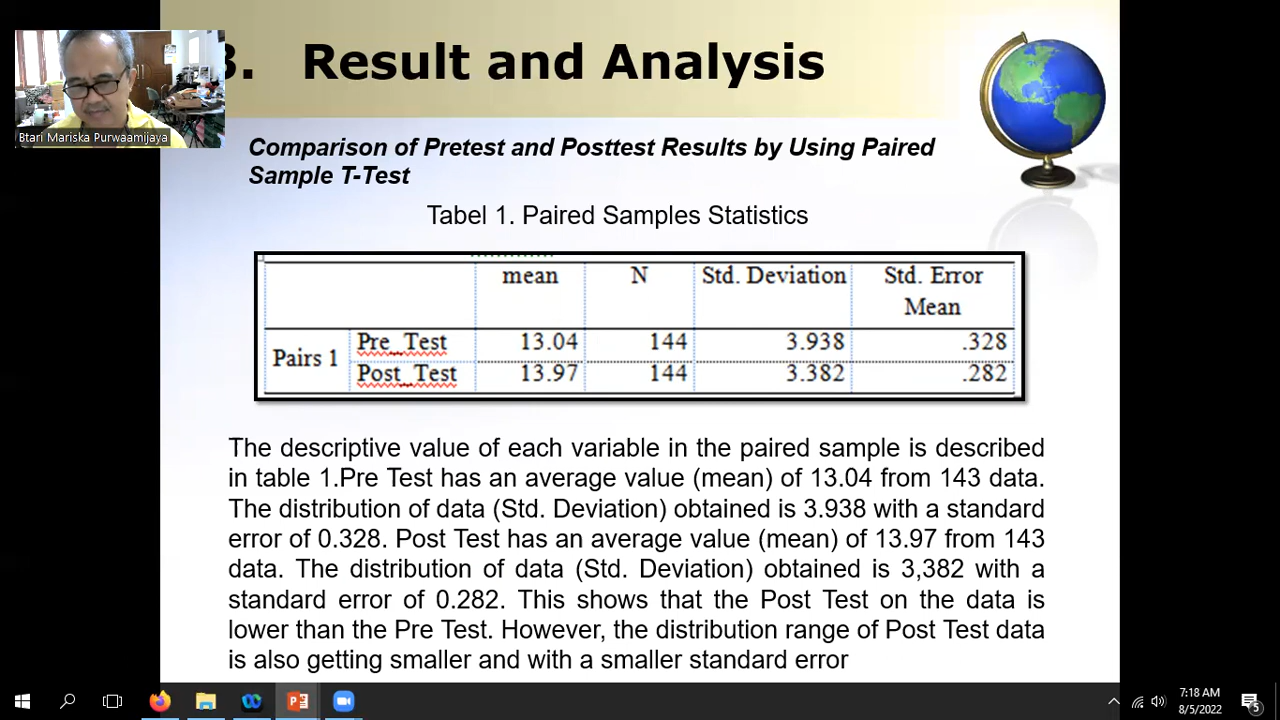 3. Result and Analysis
Btari Mariska Purwaamijaya
Comparison of Pretest and Posttest Results by Using Paired
Sample T-Test
Tabel 1. Paired Samples Statistics
mean N Std. Deviation Std. Error
Mean
Pairs 1
Pre_Test 13.04 144 3.938 .328
Post_Test 13.97 144 3.382 .282
The descriptive value of each variable in the paired sample is described
in table 1.Pre Test has an average value (mean) of 13.04 from 143 data.
The distribution of data (Std. Deviation) obtained is 3.938 with a standard
error of 0.328. Post Test has an average value (mean) of 13.97 from 143
data. The distribution of data (Std. Deviation) obtained is 3,382 with a
standard error of 0.282. This shows that the Post Test on the data is
lower than the Pre Test. However, the distribution range of Post Test data
is also getting smaller and with a smaller standard error
7:18 AM
8/5/2022
5